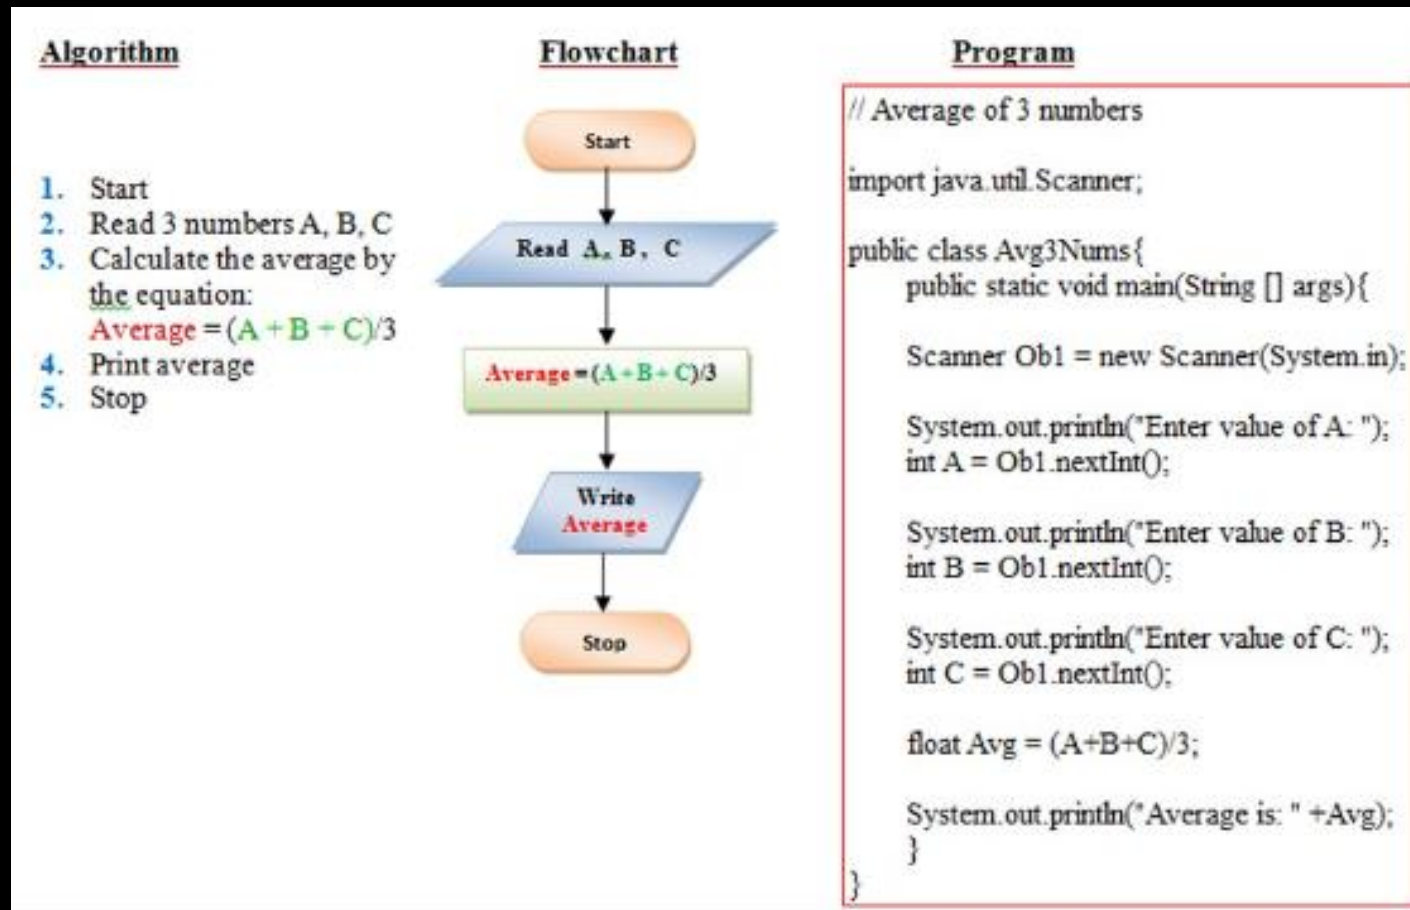 Algorithm
1. Start
2. Read 3 numbers A, B, C
3. Calculate the average by
the equation:
Average = (A + B + C)/3
4. Print average
5. Stop
Flowchart
Start
Read A, B, C
Average = (A + B + C)/3
Write
Average
Stop
Program
// Average of 3 numbers
import java.util.Scanner;
public class Avg3Nums{
public static void main(String [] args){
Scanner Ob1 = new Scanner(System.in);
System.out.println("Enter value of A: ");
int A = Ob1.nextInt();
System.out.println("Enter value of B: ");
int B = Ob1.nextInt();
System.out.println("Enter value of C: ");
int C = Ob1.nextInt();
float Avg = (A+B+C)/3;
System.out.println("Average is: " +Avg);
}
}